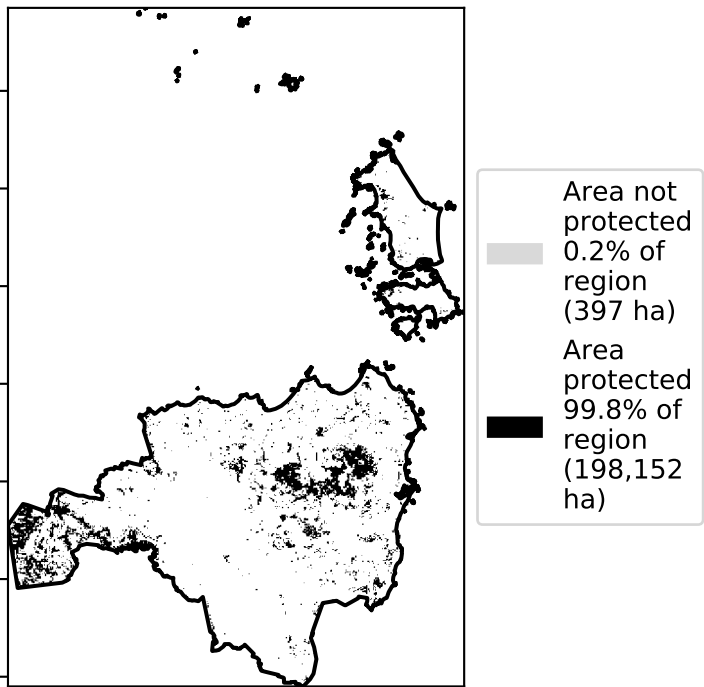 Area not
protected
0.2% of
region
(397 ha)
Area
protected
99.8% of
region
(198,152
ha)